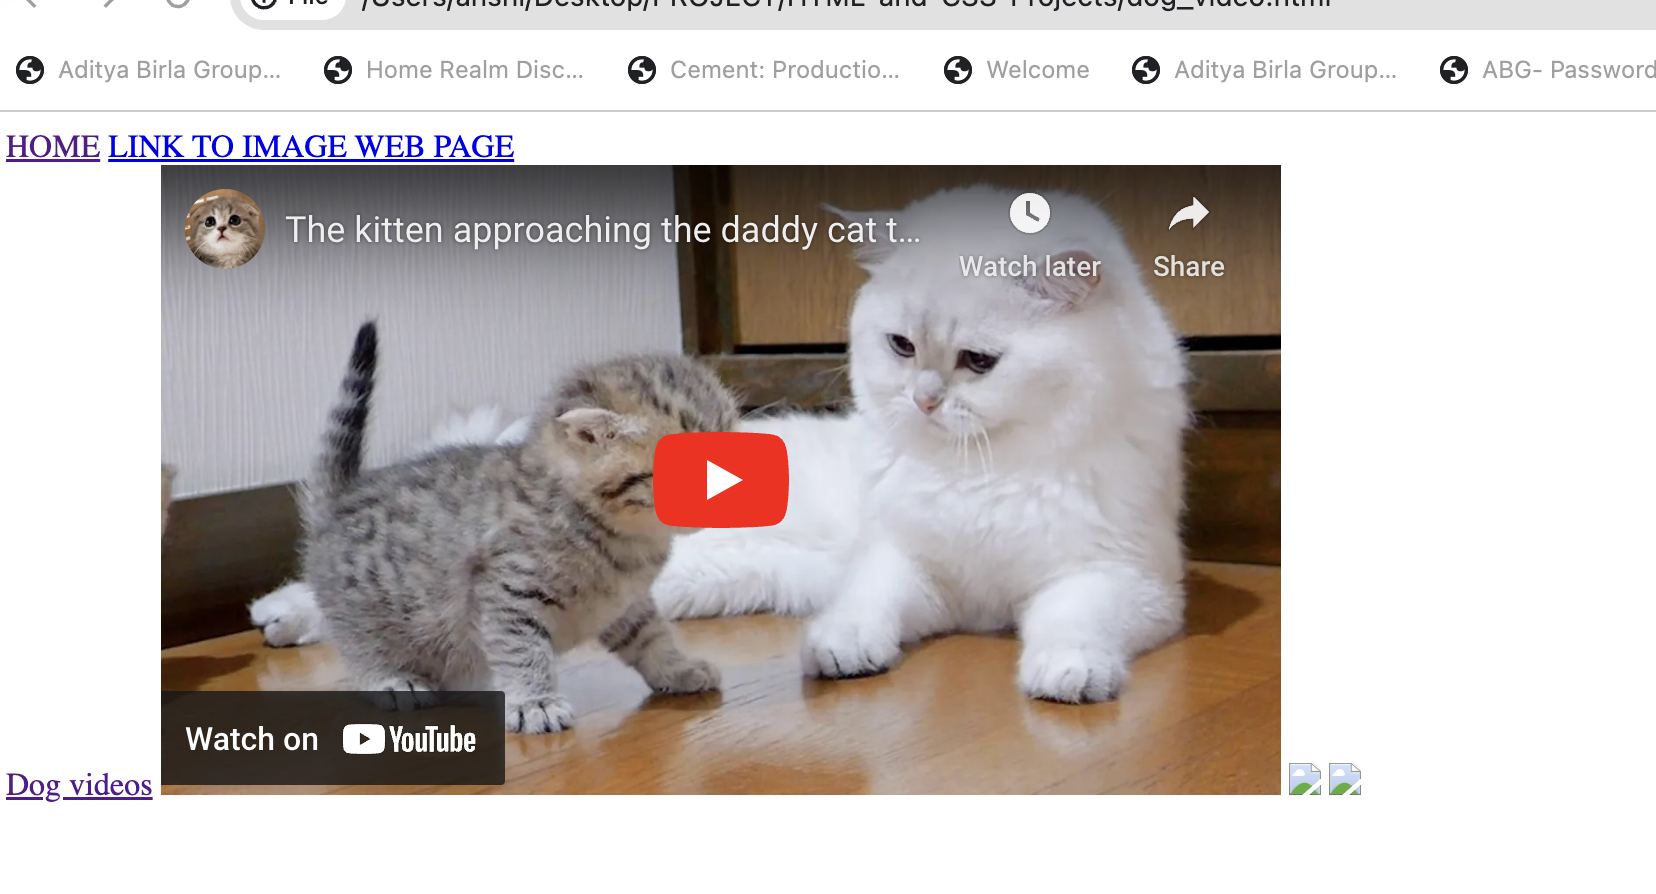 File /Users/anshi/Desktop/PROJECT/HTML-and-CSS-Projects/dog_video.html
Aditya Birla Group... Home Realm Disc... Cement: Productio... Welcome Aditya Birla Group... ABG- Password
HOME LINK TO IMAGE WEB PAGE
The kitten approaching the daddy cat t...
Watch later Share
Watch on YouTube
Dog videos